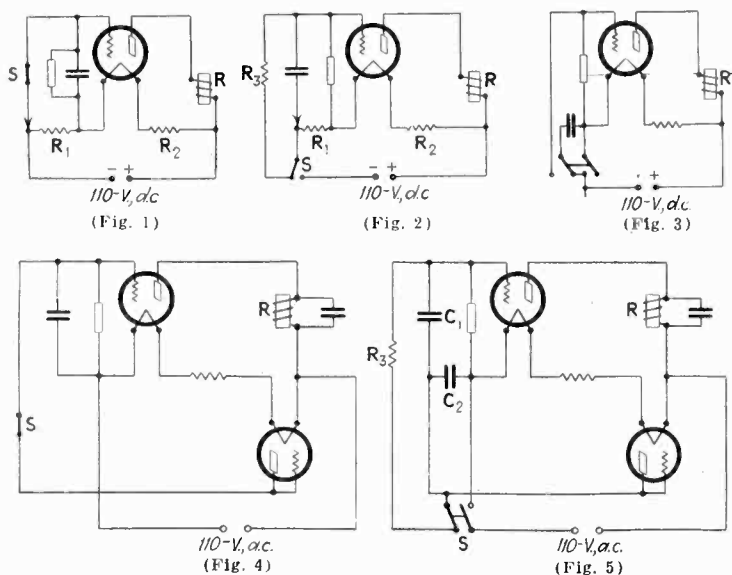 S
R1
R2
R
- +
110-V., d.c
(Fig. 1)
R3
R1
R2
R
S
- +
110-V., d.c
(Fig. 2)
R
- +
110-V., d.c.
(Fig. 3)
S
R
110-V., a.c.
(Fig. 4)
R3
C1
C2
R
S
110-V., a.c.
(Fig. 5)